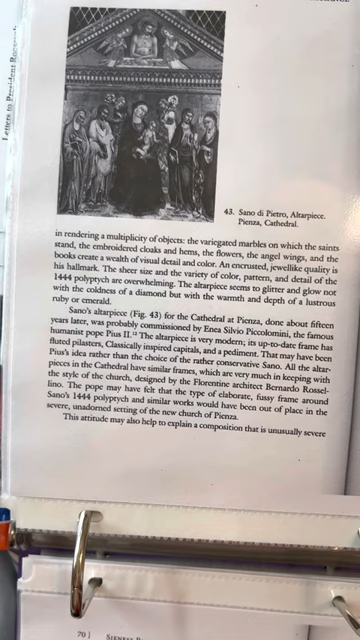 Letters to President
43. Sano di Pietro, Altarpiece.
Pienza, Cathedral.
in rendering a multiplicity of objects: the variegated marbles on which the saints
stand, the embroidered cloaks and hems, the flowers, the angel wings, and the
books create a wealth of visual detail and color. An encrusted, jewellike quality is
his hallmark. The sheer size and the variety of color, pattern, and detail of the
1444 polyptych are overwhelming. The altarpiece seems to glitter and glow not
with the coldness of a diamond but with the warmth and depth of a lustrous
ruby or emerald.
Sano's altarpiece (Fig. 43) for the Cathedral at Pienza, done about fifteen
years later, was probably commissioned by Enea Silvio Piccolomini, the famous
humanist pope Pius II. The altarpiece is very modern; its up-to-date frame has
fluted pilasters, Classically inspired capitals, and a pediment. That may have been
Pius's idea rather than the choice of the rather conservative Sano. All the altar-
pieces in the Cathedral have similar frames, which are very much in keeping with
the style of the church, designed by the Florentine architect Bernardo Rossel-
lino. The pope may have felt that the type of elaborate, fussy frame around
Sano's 1444 polyptych and similar works would have been out of place in the
severe, unadorned setting of the new church of Pienza.
This attitude may also help to explain a composition that is unusually severe
70 ]